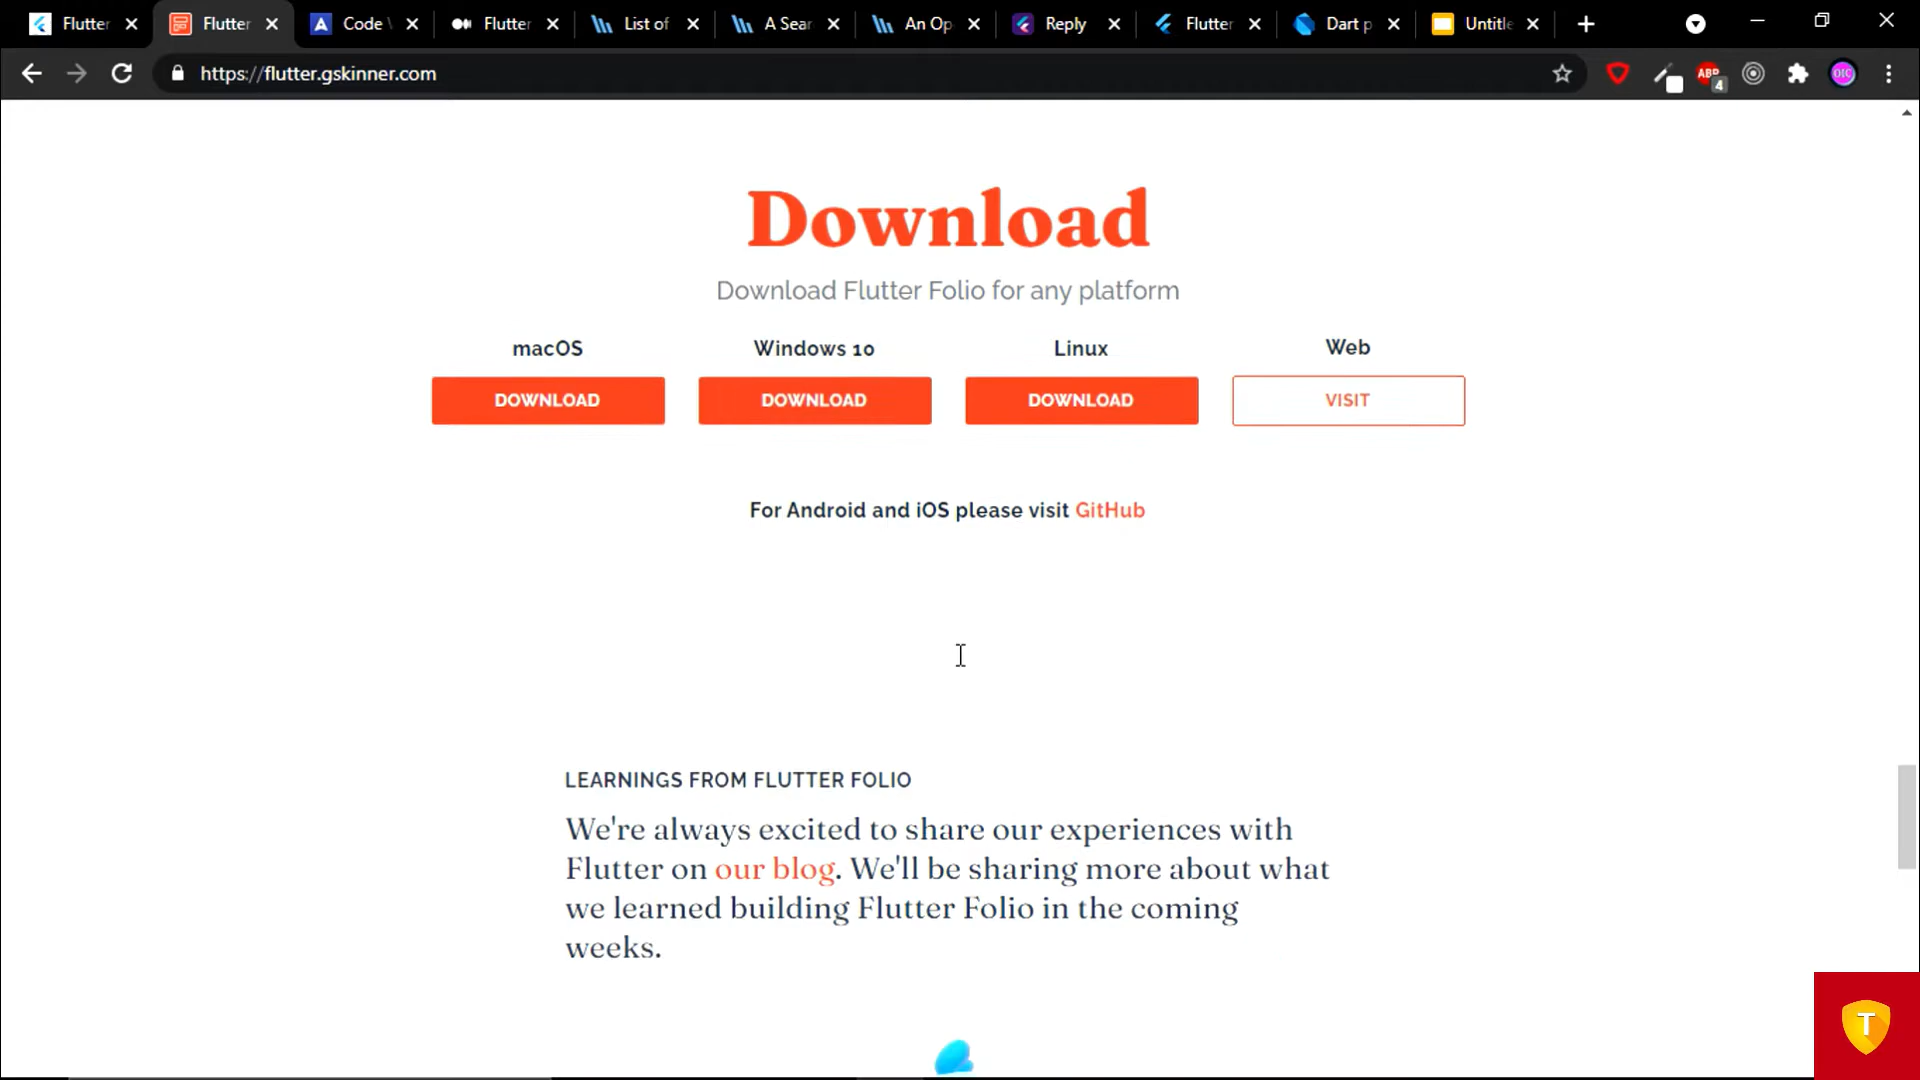 Flutter
Flutter
Code
Flutter
List of
A Sear
An Op
Reply
Flutter
Dart p
Untitle
https://flutter.gskinner.com
ABP
4
OIC
Download
Download Flutter Folio for any platform
macOS
Windows 10
Linux
Web
DOWNLOAD
DOWNLOAD
DOWNLOAD
VISIT
For Android and iOS please visit GitHub
LEARNINGS FROM FLUTTER FOLIO
We're always excited to share our experiences with
Flutter on our blog. We'll be sharing more about what
we learned building Flutter Folio in the coming
weeks.
T